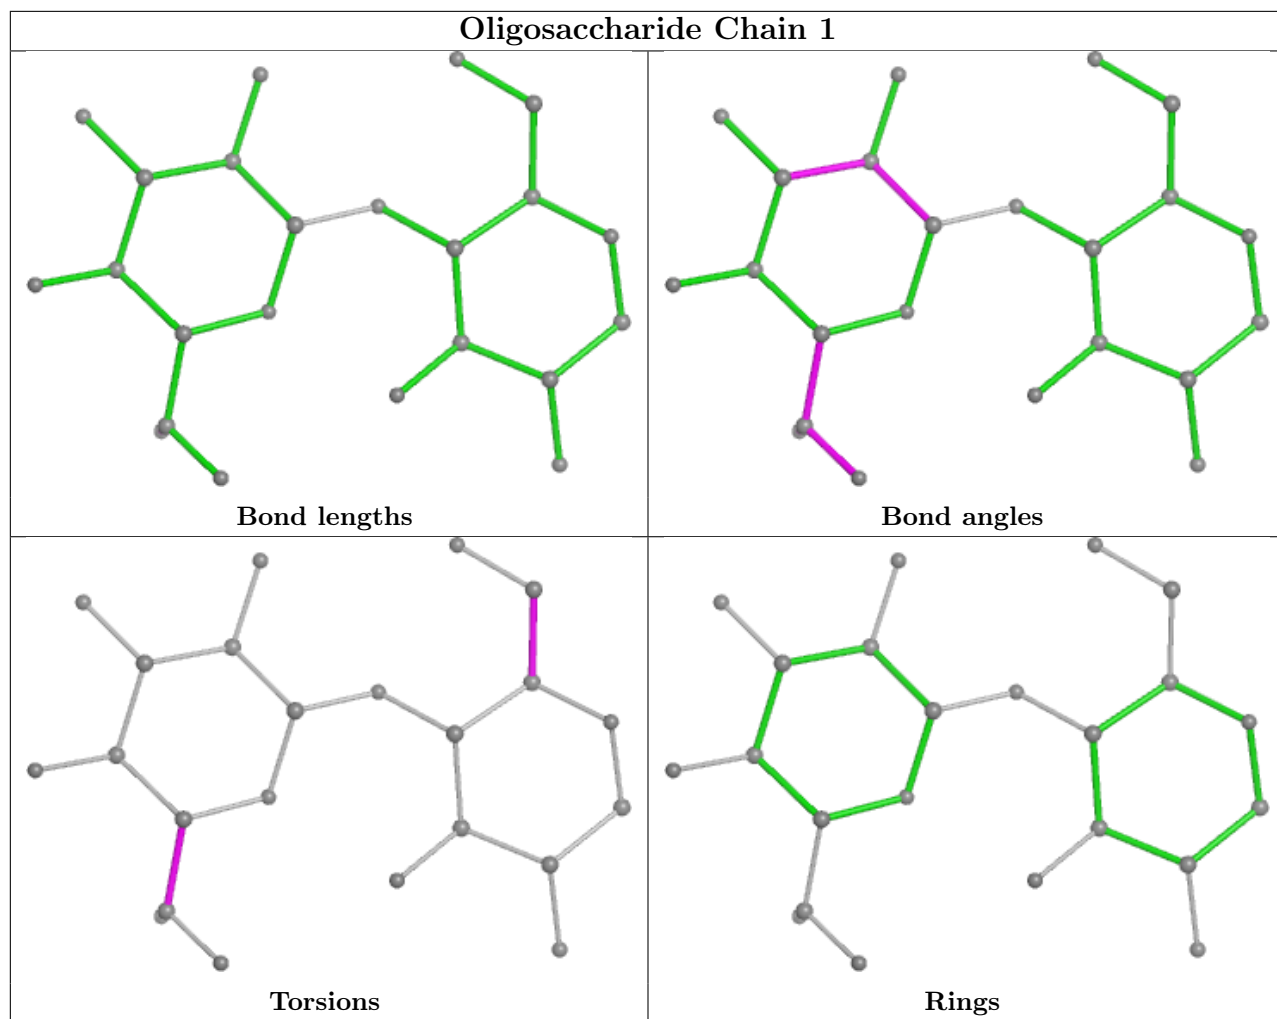 Oligosaccharide Chain 1
Bond lengths
Bond angles
Torsions
Rings